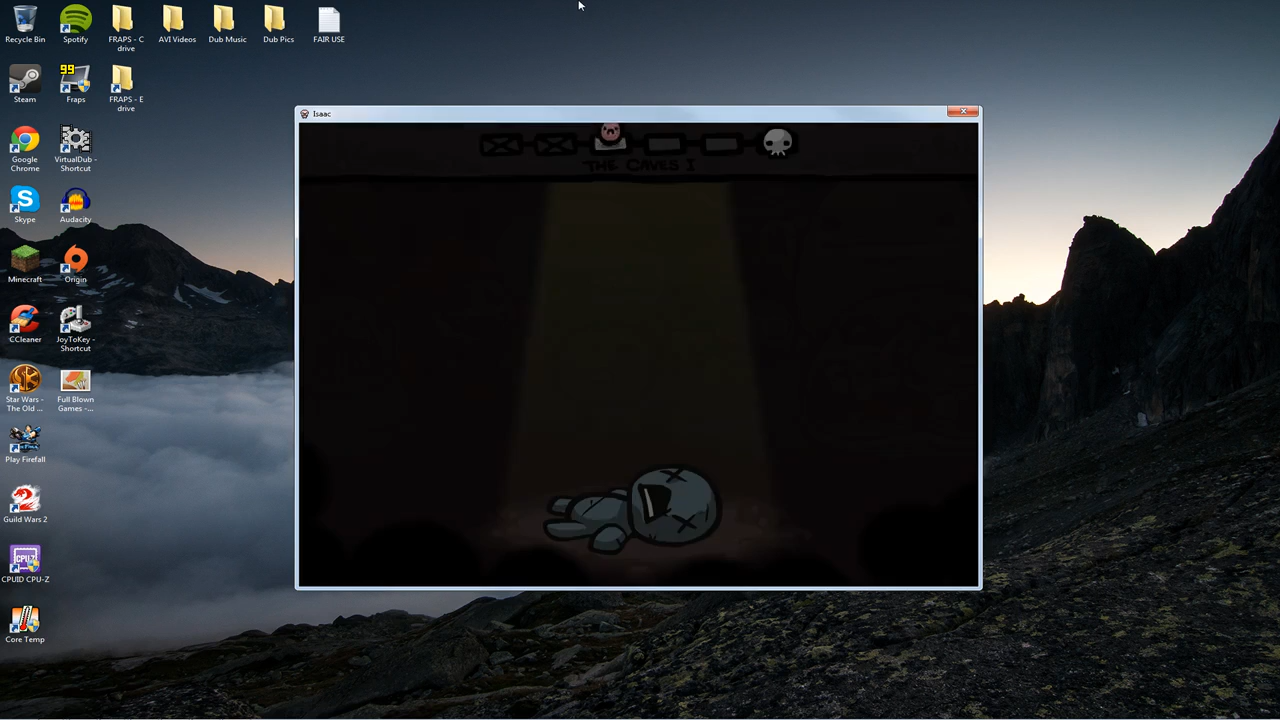 Recycle Bin
Spotify
FRAPS - C
drive
AVI Videos
Dub Music
Dub Pics
FAIR USE
Steam
99
Fraps
FRAPS - E
drive
Google
Chrome
VirtualDub -
Shortcut
Skype
Audacity
Minecraft
Origin
CCleaner
JoyToKey -
Shortcut
Star Wars -
The Old ...
Full Blown
Games -...
Play Firefall
Guild Wars 2
CPUID
CPUID CPU-Z
Core Temp
Isaac
THE CAVES I